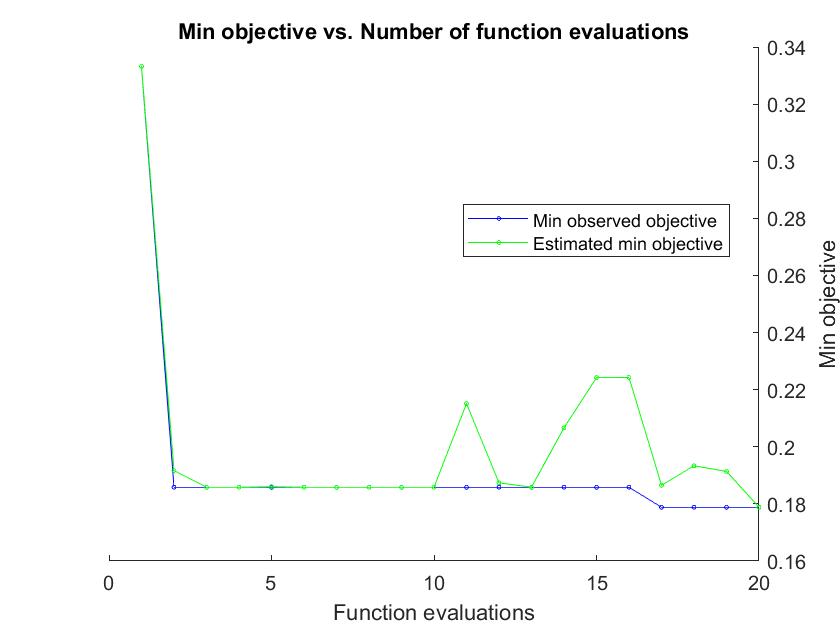 Min objective vs. Number of function evaluations
0.34
0.32
0.3
0.28
Min observed objective
Estimated min objective
0.26
0.24
0.22
0.2
0.18
0.16
Min objective
0 5 10 15 20
Function evaluations